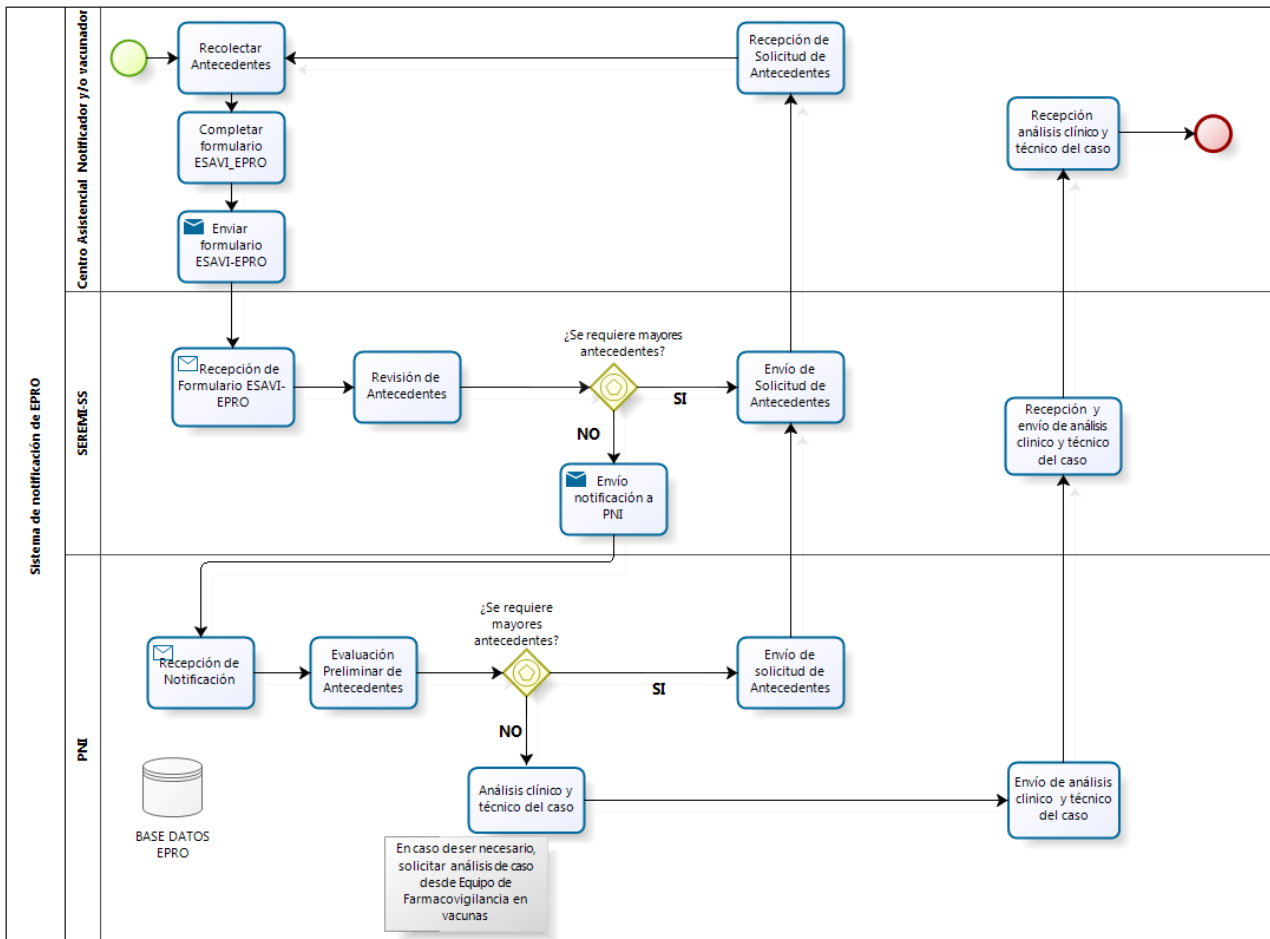 Sistema de notificación de EPRO
Centro Asistencial Notificador y/o vacunador
Recolectar
Antecedentes
Completar
formulario
ESAVI_EPRO
Enviar
formulario
ESAVI-EPRO
Recepción de
Solicitud de
Antecedentes
Recepción
análisis clínico y
técnico del caso
SEREMI-SS
Recepción de
Formulario ESAVI-
EPRO
Revisión de
Antecedentes
¿Se requiere mayores
antecedentes?
SI
NO
Envío
notificación a
PNI
Envío de
Solicitud de
Antecedentes
Recepción y
envío de análisis
clinico y técnico
del caso
PNI
Recepción de
Notificación
Evaluación
Preliminar de
Antecedentes
¿Se requiere
mayores
antecedentes?
SI
NO
Envío de
solicitud de
Antecedentes
Análisis clínico y
técnico del caso
Envío de análisis
clinico y técnico
del caso
BASE DATOS
EPRO
En caso de ser necesario,
solicitar análisis de caso
desde Equipo de
Farmacovigilancia en
vacunas